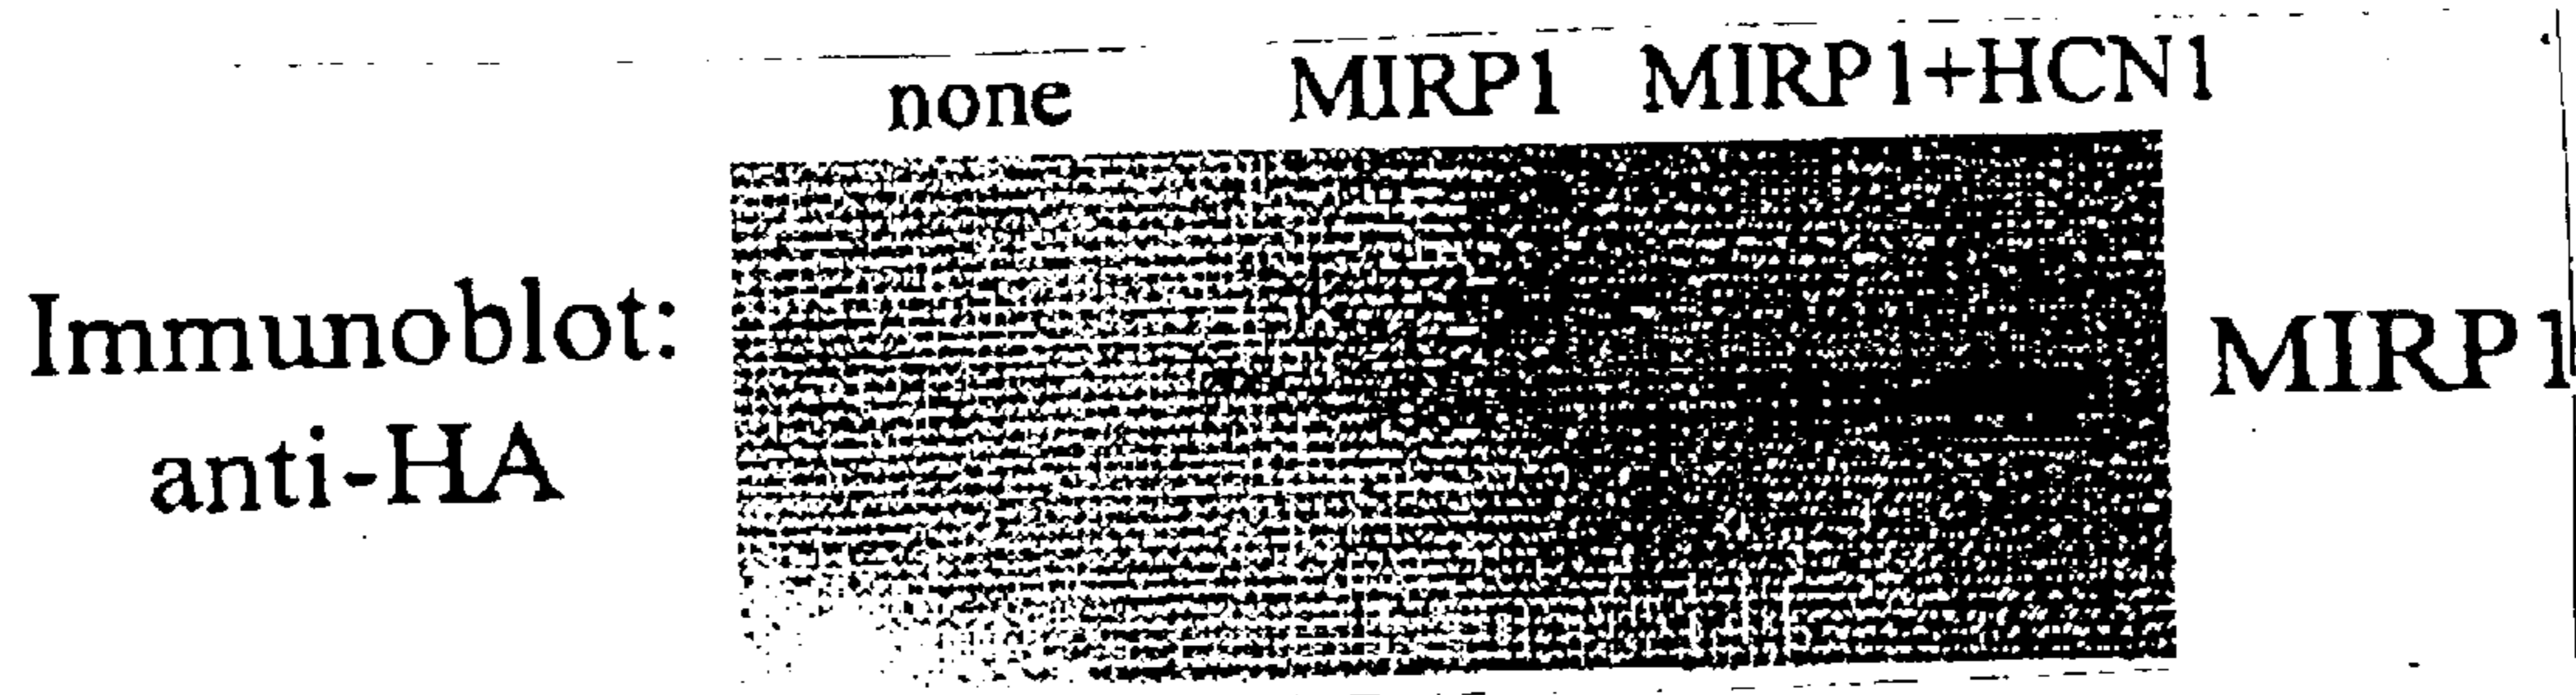 none MIRP1 MIRP1+HCN1
Immunoblot:
anti-HA
MIRP1